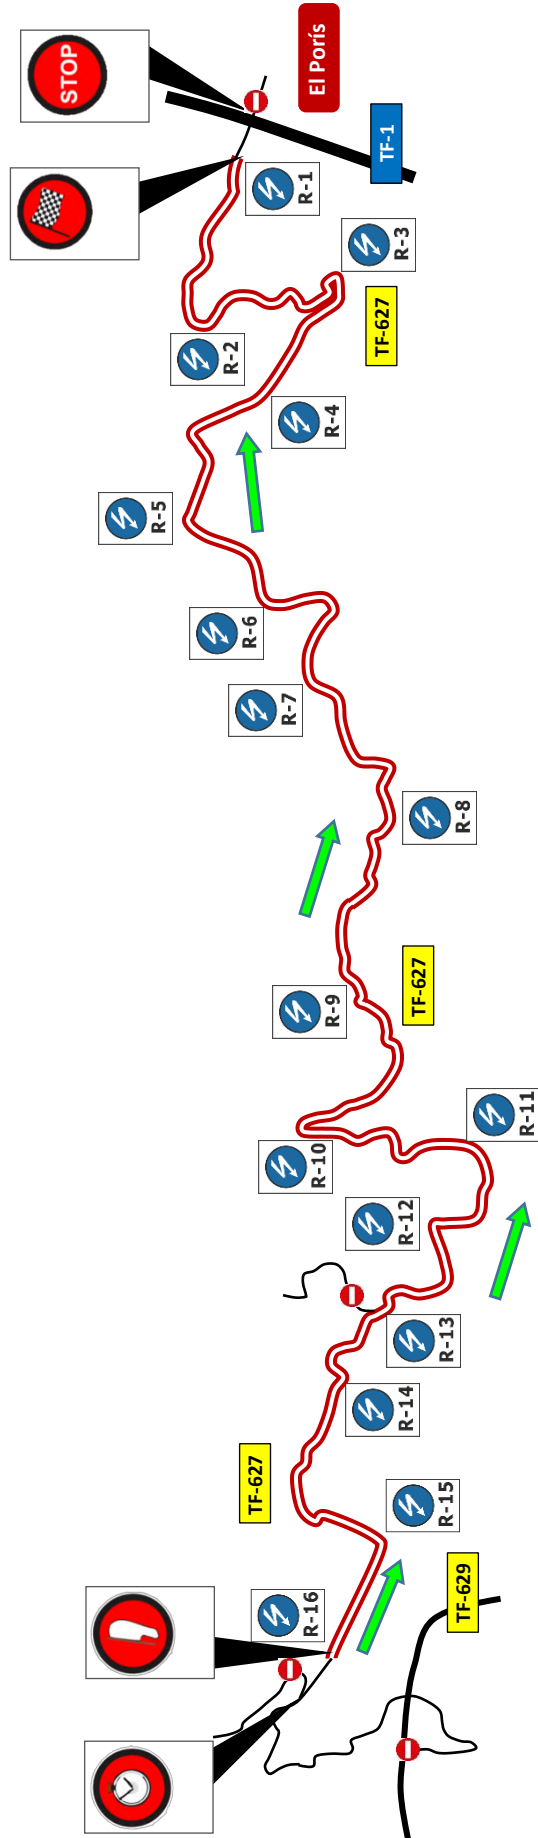 STOP
El Porís
TF-1
R-1
R-3
TF-627
R-2
R-4
R-5
R-6
R-7
R-8
R-9
TF-627
R-10
R-11
R-12
R-13
R-14
TF-627
R-15
R-16
TF-629